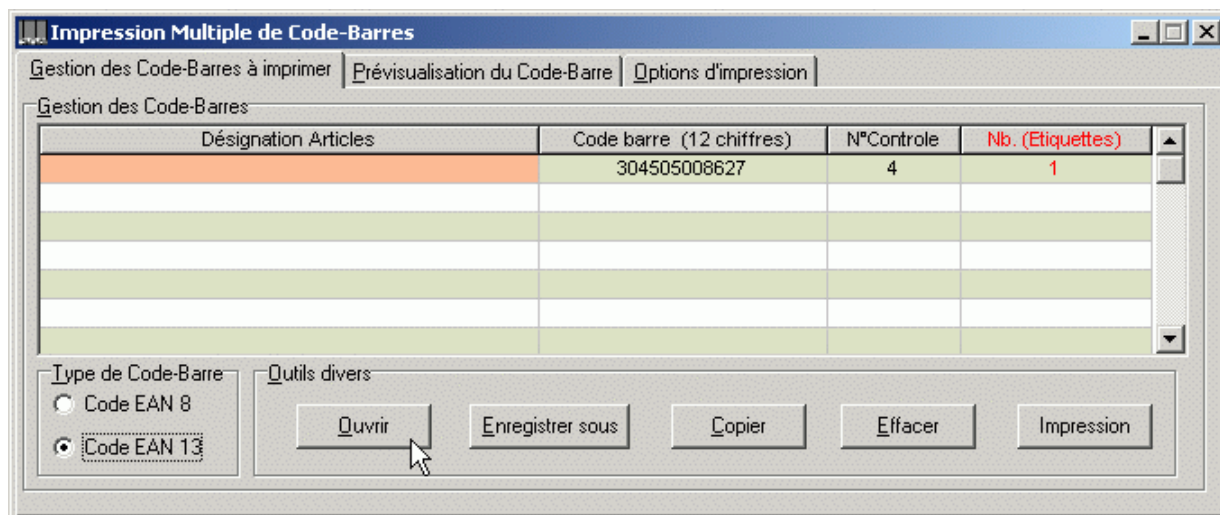 Impression Multiple de Code-Barres
Gestion des Code-Barres à imprimer Prévisualisation du Code-Barre Options d'impression
Gestion des Code-Barres
Désignation Articles Code barre (12 chiffres) N°Controle Nb. (Etiquettes)
304505008627 4 1
Type de Code-Barre Outils divers
Code EAN 8
Code EAN 13
Ouvrir Enregistrer sous Copier Effacer Impression